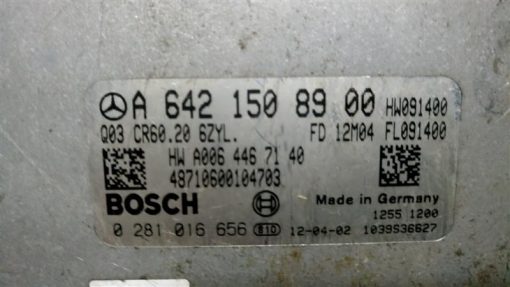 A 642 150 89 00 HW091400
Q03 CR60.20 6ZYL. FD 12M04 FL091400
HW A006 446 71 40
48710600104703
BOSCH Made in Germany
1255 1200
0 281 016 656 B10 12-04-02 1039S36627